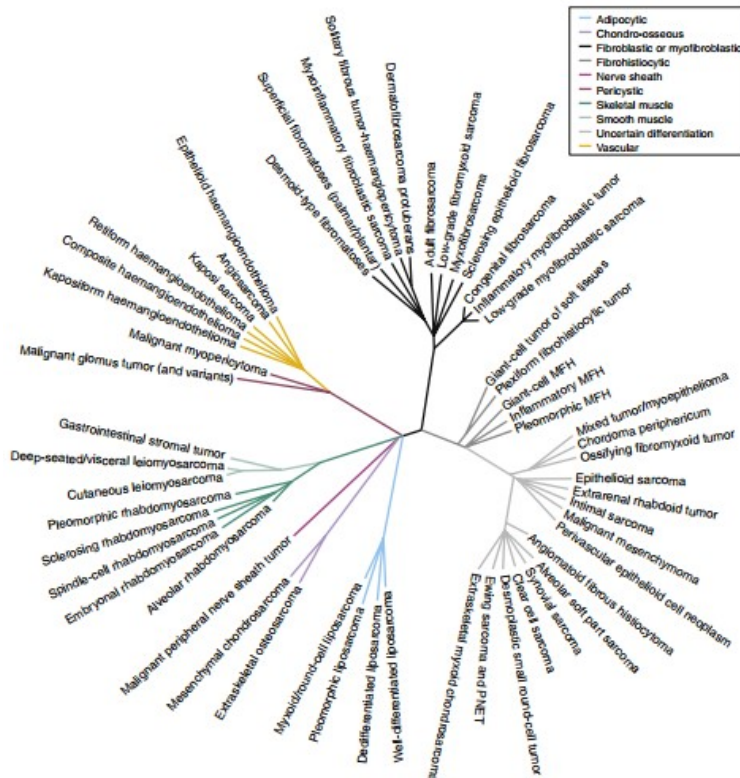 Adipocytic
Chondro-osseous
Fibroblastic or myofibroblastic
Fibrohistiocytic
Nerve sheath
Pericystic
Skeletal muscle
Smooth muscle
Uncertain differentiation
Vascular
Desmoid-type fibromatoses
Superficial fibromatoses (palmar/plantar)
Myxoinflammatory fibroblastic sarcoma
Solitary fibrous tumor-haemangiopericytoma
Dermatofibrosarcoma protuberans
Adult fibrosarcoma
Low-grade fibromyxoid sarcoma
Myxofibrosarcoma
Sclerosing epithelioid fibrosarcoma
Congenital fibrosarcoma
Inflammatory myofibroblastic tumor
Low-grade myofibroblastic sarcoma
Giant-cell tumor of soft tissues
Plexiform fibrohistiocytic tumor
Giant-cell MFH
Inflammatory MFH
Pleomorphic MFH
Mixed tumor/myoepithelioma
Chordoma periphericum
Ossifying fibromyxoid tumor
Epithelioid sarcoma
Extrarenal rhabdoid tumor
Intimal sarcoma
Malignant mesenchymoma
Perivascular epithelioid cell neoplasm
Angiomatoid fibrous histiocytoma
Alveolar soft part sarcoma
Synovial sarcoma
Clear cell sarcoma
Desmoplastic small round-cell tumor
Ewing sarcoma and PNET
Extraskeletal myxoid chondrosarcoma
Well-differentiated liposarcoma
Dedifferentiated liposarcoma
Pleomorphic liposarcoma
Myxoid/round-cell liposarcoma
Extraskeletal osteosarcoma
Mesenchymal chondrosarcoma
Malignant peripheral nerve sheath tumor
Alveolar rhabdomyosarcoma
Embryonal rhabdomyosarcoma
Spindle-cell rhabdomyosarcoma
Sclerosing rhabdomyosarcoma
Pleomorphic rhabdomyosarcoma
Cutaneous leiomyosarcoma
Deep-seated/visceral leiomyosarcoma
Gastrointestinal stromal tumor
Malignant glomus tumor (and variants)
Malignant myopericytoma
Kaposiform haemangioendothelioma
Composite haemangioendothelioma
Retiform haemangioendothelioma
Kaposi sarcoma
Angiosarcoma
Epithelioid haemangioendothelioma